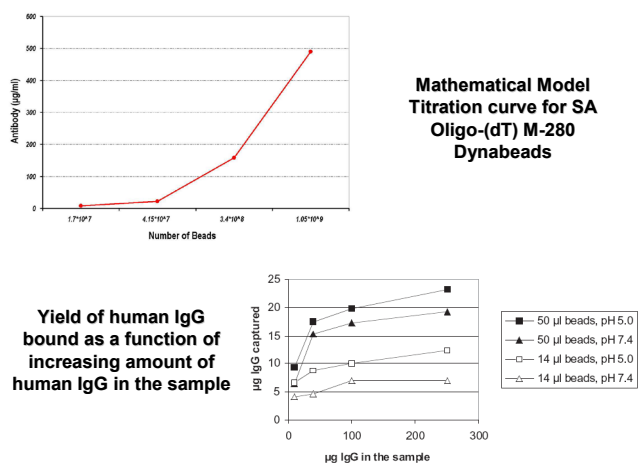 Antibody (µg/ml)
600
500
400
300
200
100
0
1.7*10^7 4.15*10^7 3.4*10^8 1.05*10^9
Number of Beads
Mathematical Model
Titration curve for SA
Oligo-(dT) M-280
Dynabeads
Yield of human IgG
bound as a function of
increasing amount of
human IgG in the sample
µg IgG captured
25
20
15
10
5
0
0 100 200 300
µg IgG in the sample
50 µl beads, pH 5.0
50 µl beads, pH 7.4
14 µl beads, pH 5.0
14 µl beads, pH 7.4